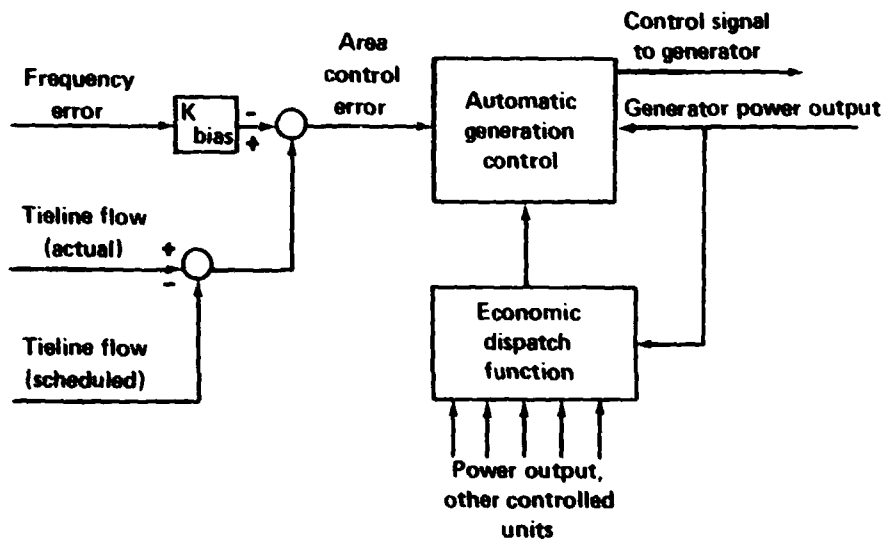 Control signal
to generator
Area
control
error
Frequency
error
K
bias
-
+
Automatic
generation
control
Generator power output
Tieline flow
(actual)
+
-
Economic
dispatch
function
Tieline flow
(scheduled)
Power output,
other controlled
units